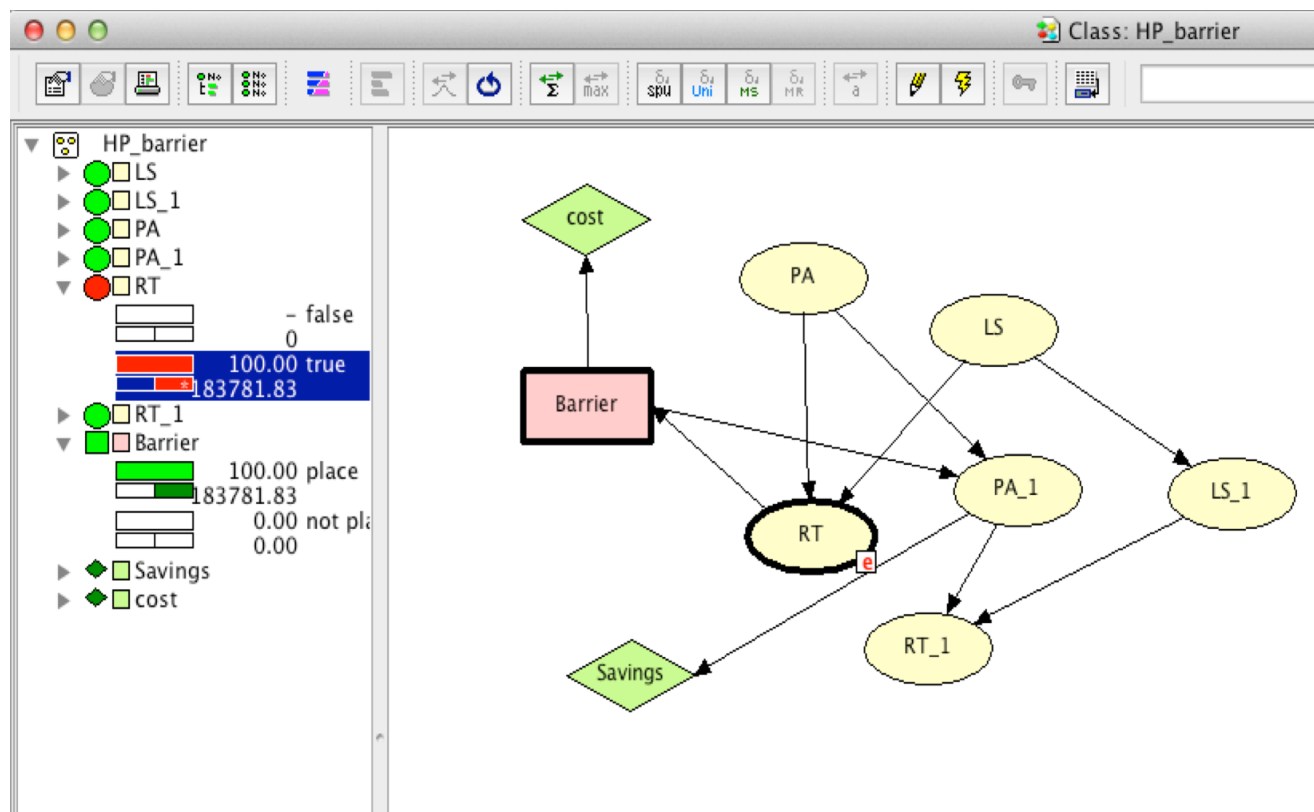 Class: HP_barrier
Σ
max
δ spu
δ Uni
δ MS
δ MR
a
HP_barrier
LS
LS_1
PA
PA_1
RT
– false
0
100.00 true
*183781.83
RT_1
Barrier
100.00 place
183781.83
0.00 not pla
0.00
Savings
cost
cost
PA
LS
Barrier
PA_1
LS_1
RT
e
RT_1
Savings